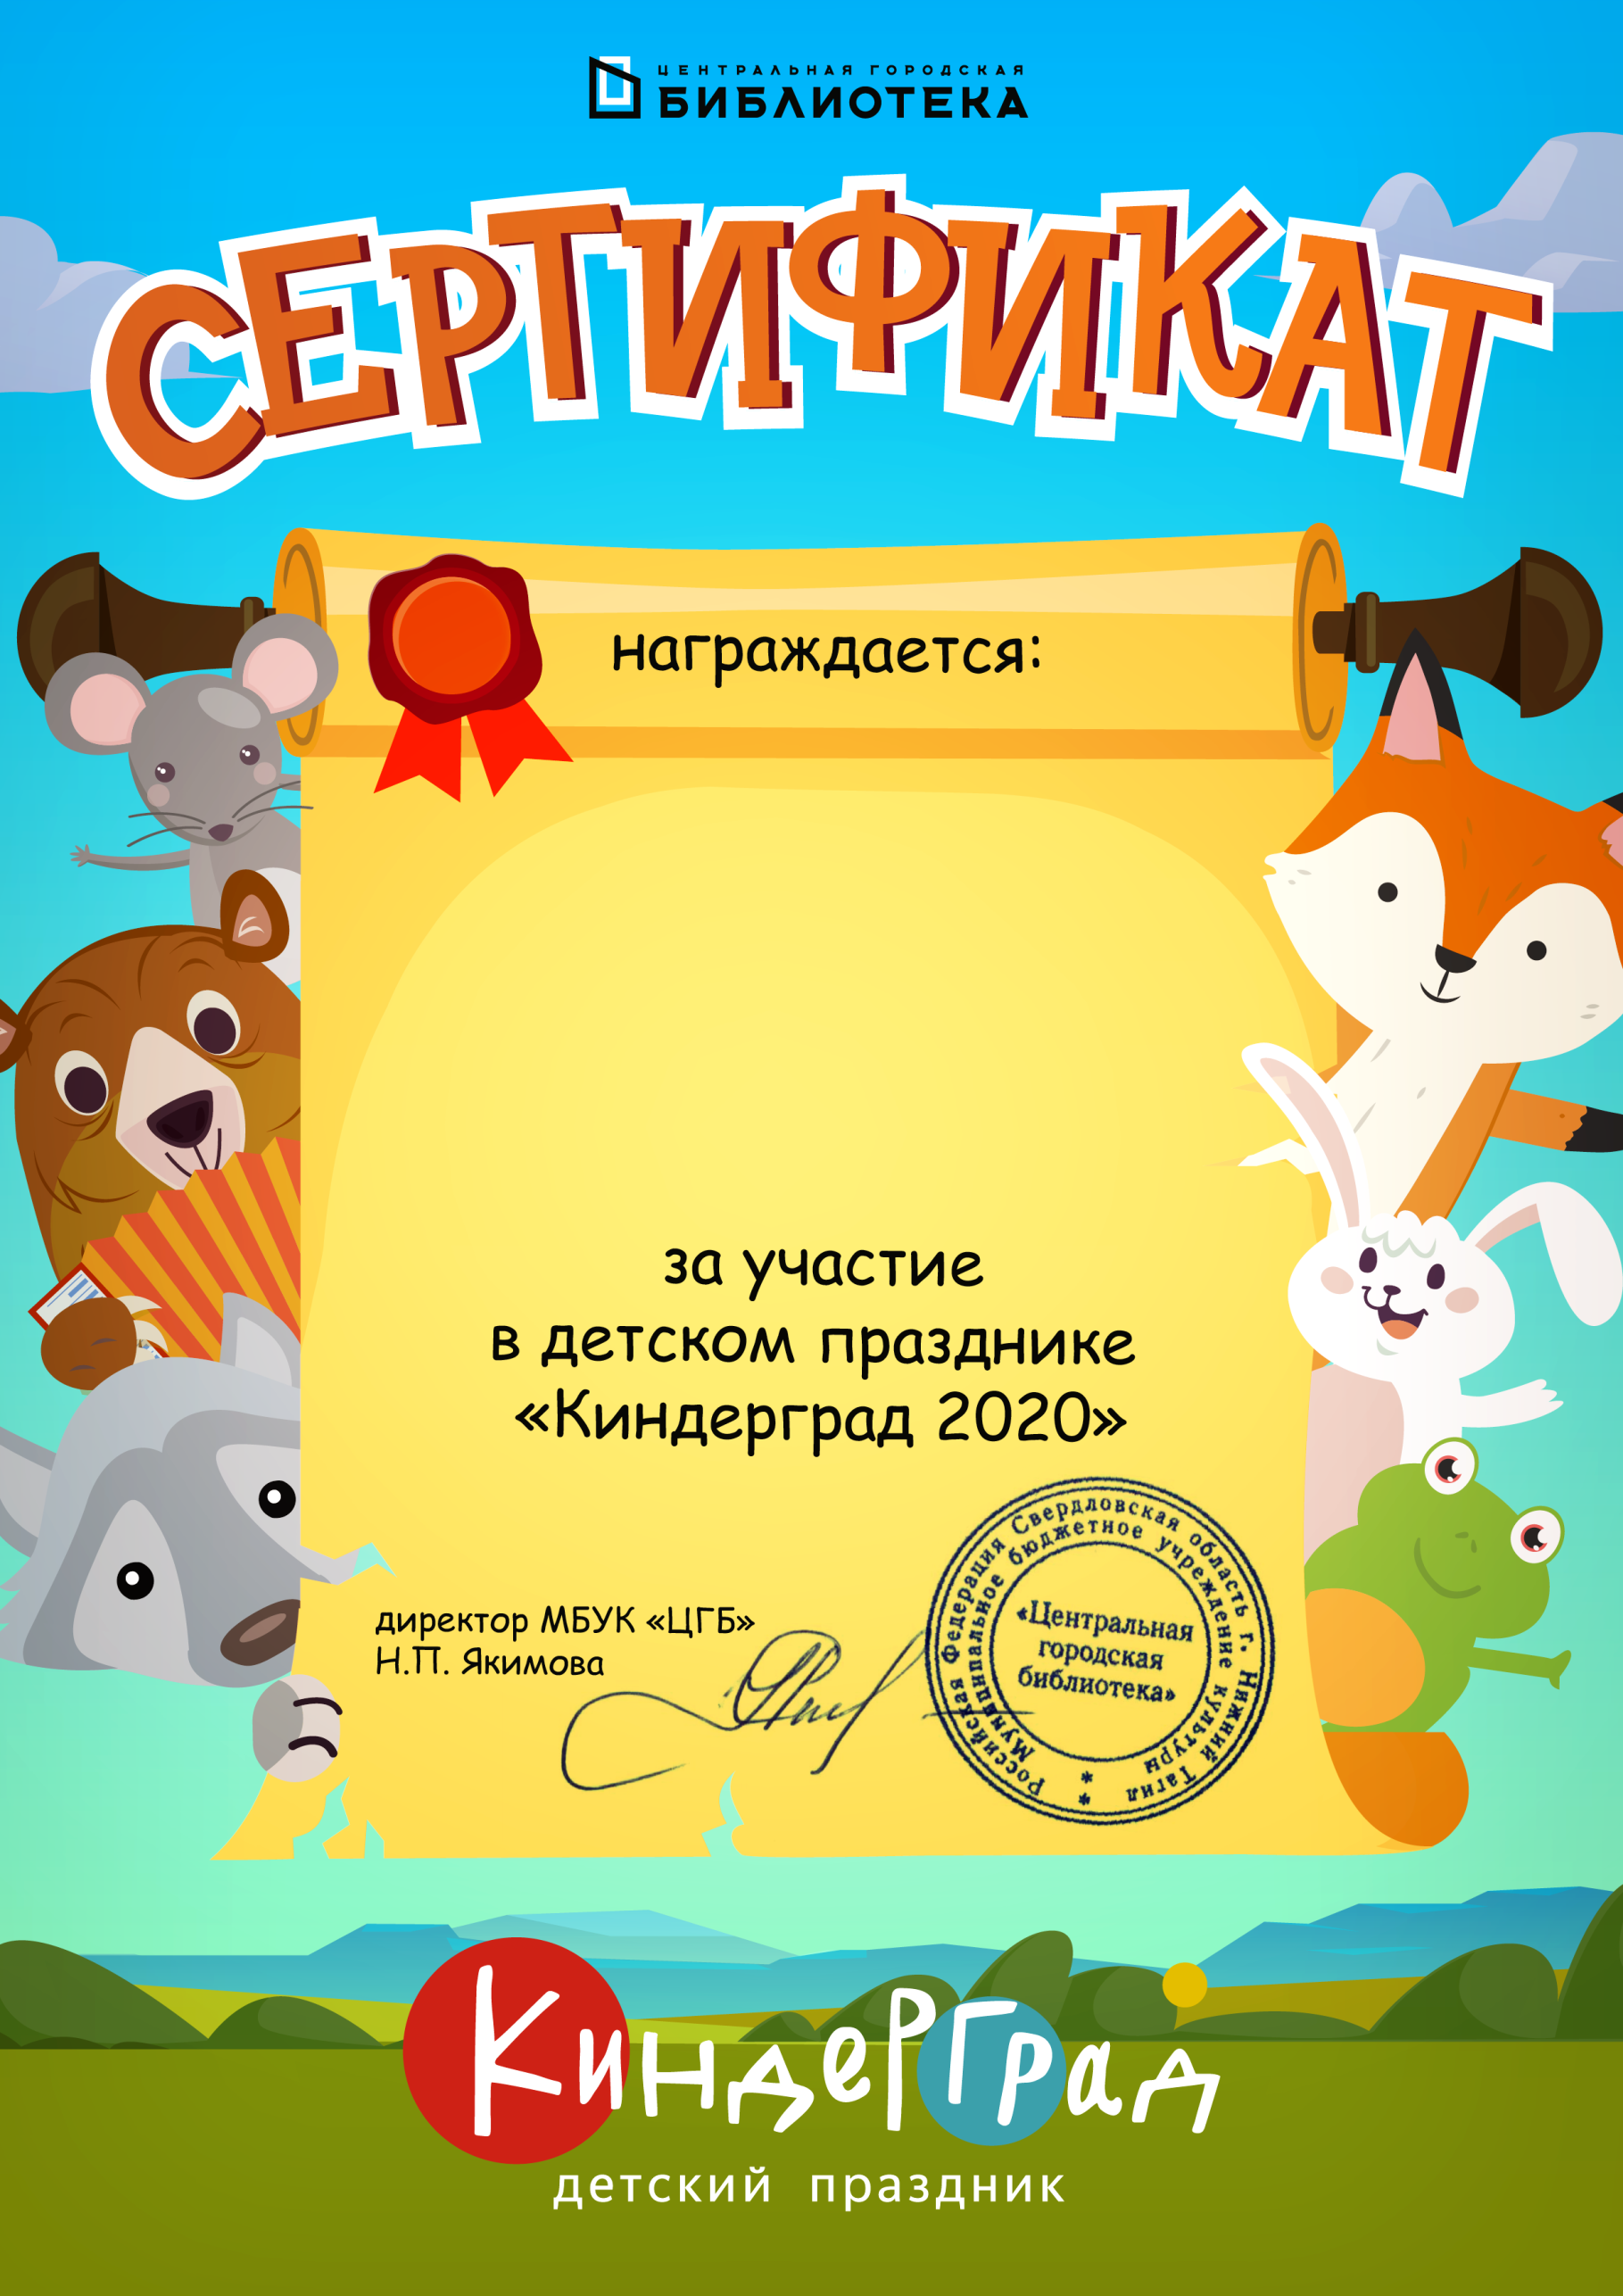 ЦЕНТРАЛЬНАЯ ГОРОДСКАЯ
БИБЛИОТЕКА
СЕРТИФИКАТ
награждается:
за участие
в детском празднике
«Киндерград 2020»
директор МБУК «ЦГБ»
Н.П. Якимова
Российская Федерация Свердловская область г. Нижний Тагил
Муниципальное бюджетное учреждение культуры
«Центральная
городская
библиотека»
* *
КиндерГрад
детский праздник